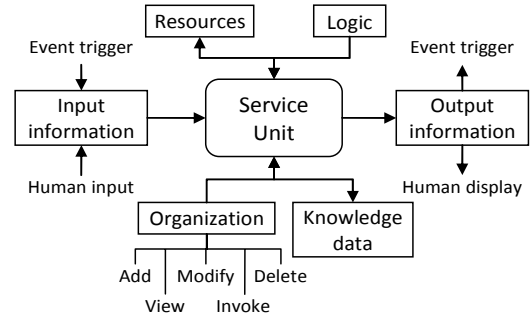 Resources
Logic
Event trigger
Event trigger
Input
information
Service
Unit
Output
information
Human input
Human display
Organization
Knowledge
data
Add
Modify
Delete
View
Invoke